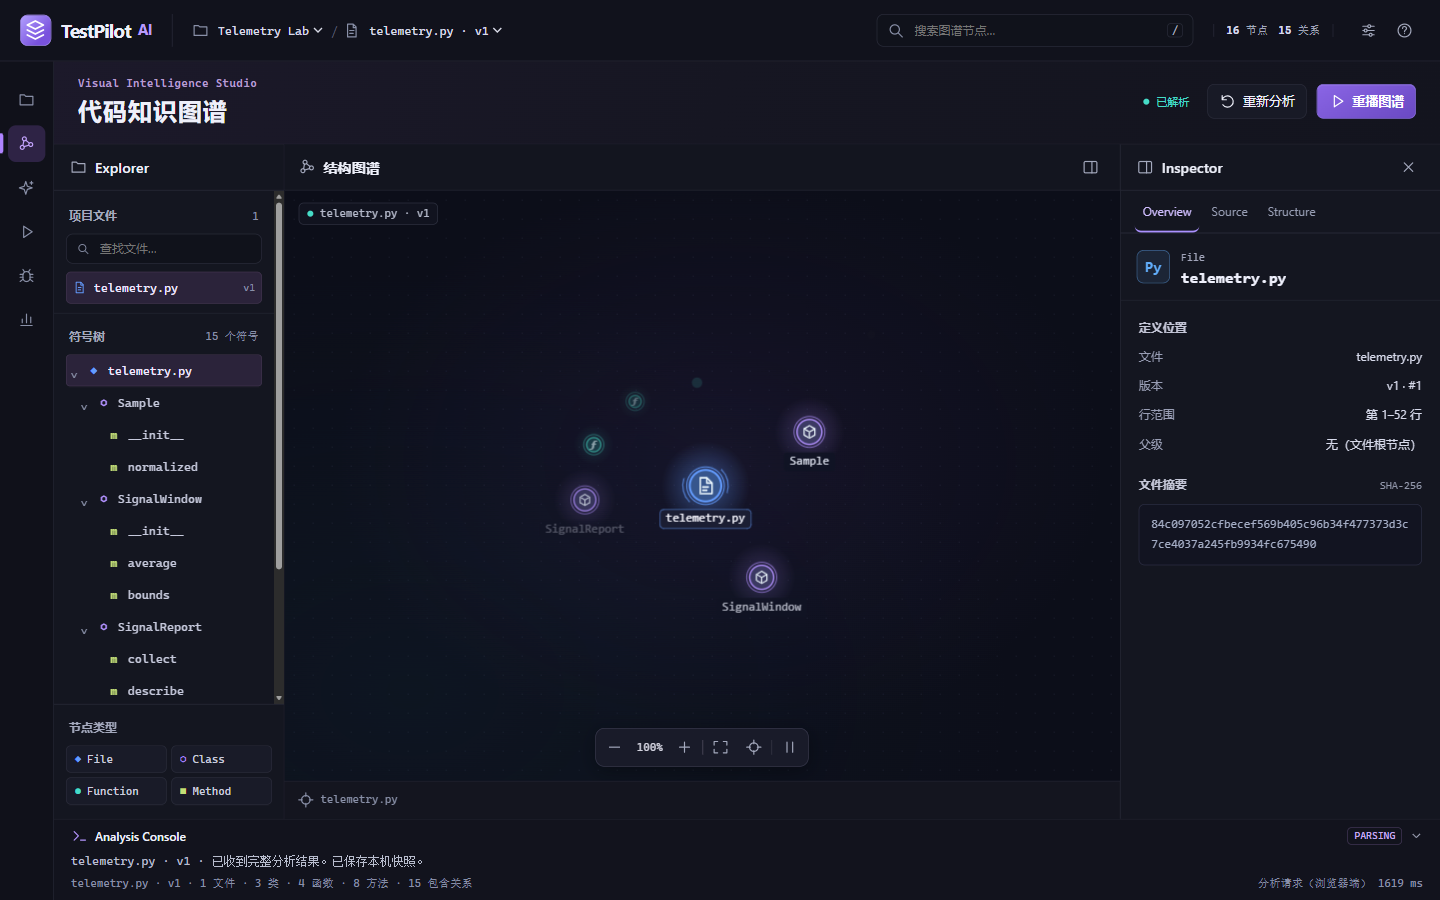 TestPilot AI
Telemetry Lab / telemetry.py · v1
搜索图谱节点... /
16 节点 15 关系
Visual Intelligence Studio
代码知识图谱
已解析
重新分析
重播图谱
Explorer
项目文件 1
查找文件...
telemetry.py v1
符号树 15 个符号
telemetry.py
Sample
__init__
normalized
SignalWindow
__init__
average
bounds
SignalReport
collect
describe
节点类型
File
Class
Function
Method
结构图谱
telemetry.py · v1
Sample
telemetry.py
SignalReport
SignalWindow
100%
telemetry.py
Inspector
Overview Source Structure
Py
File
telemetry.py
定义位置
文件 telemetry.py
版本 v1 · #1
行范围 第 1–52 行
父级 无（文件根节点）
文件摘要 SHA-256
84c097052cfbecef569b405c96b34f477373d3c
7ce4037a245fb9934fc675490
Analysis Console
PARSING
telemetry.py · v1 · 已收到完整分析结果。已保存本机快照。
telemetry.py · v1 · 1 文件 · 3 类 · 4 函数 · 8 方法 · 15 包含关系
分析请求（浏览器端） 1619 ms